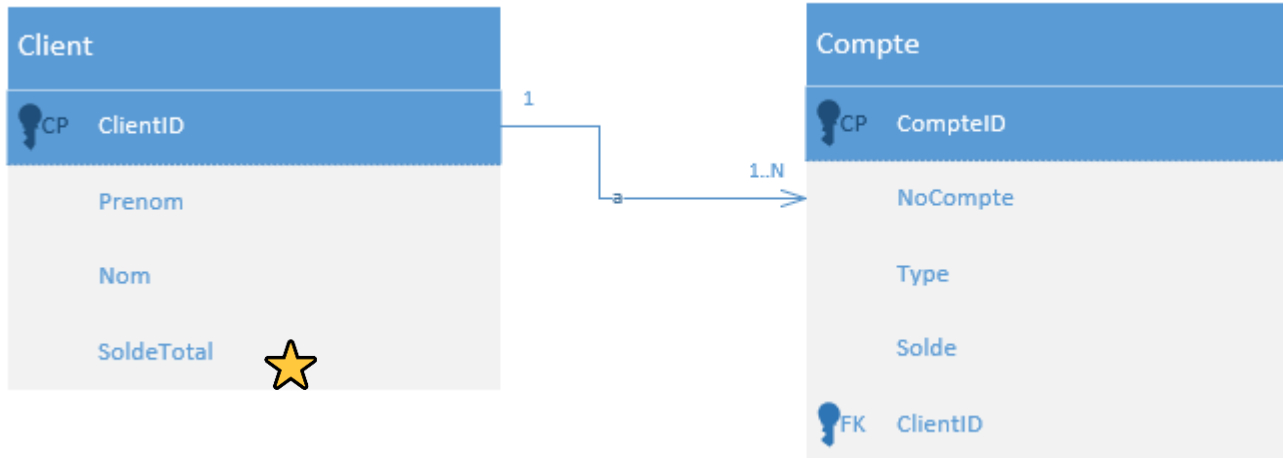 Client
CP ClientID
Prenom
Nom
SoldeTotal
1
a
1..N
Compte
CP CompteID
NoCompte
Type
Solde
FK ClientID